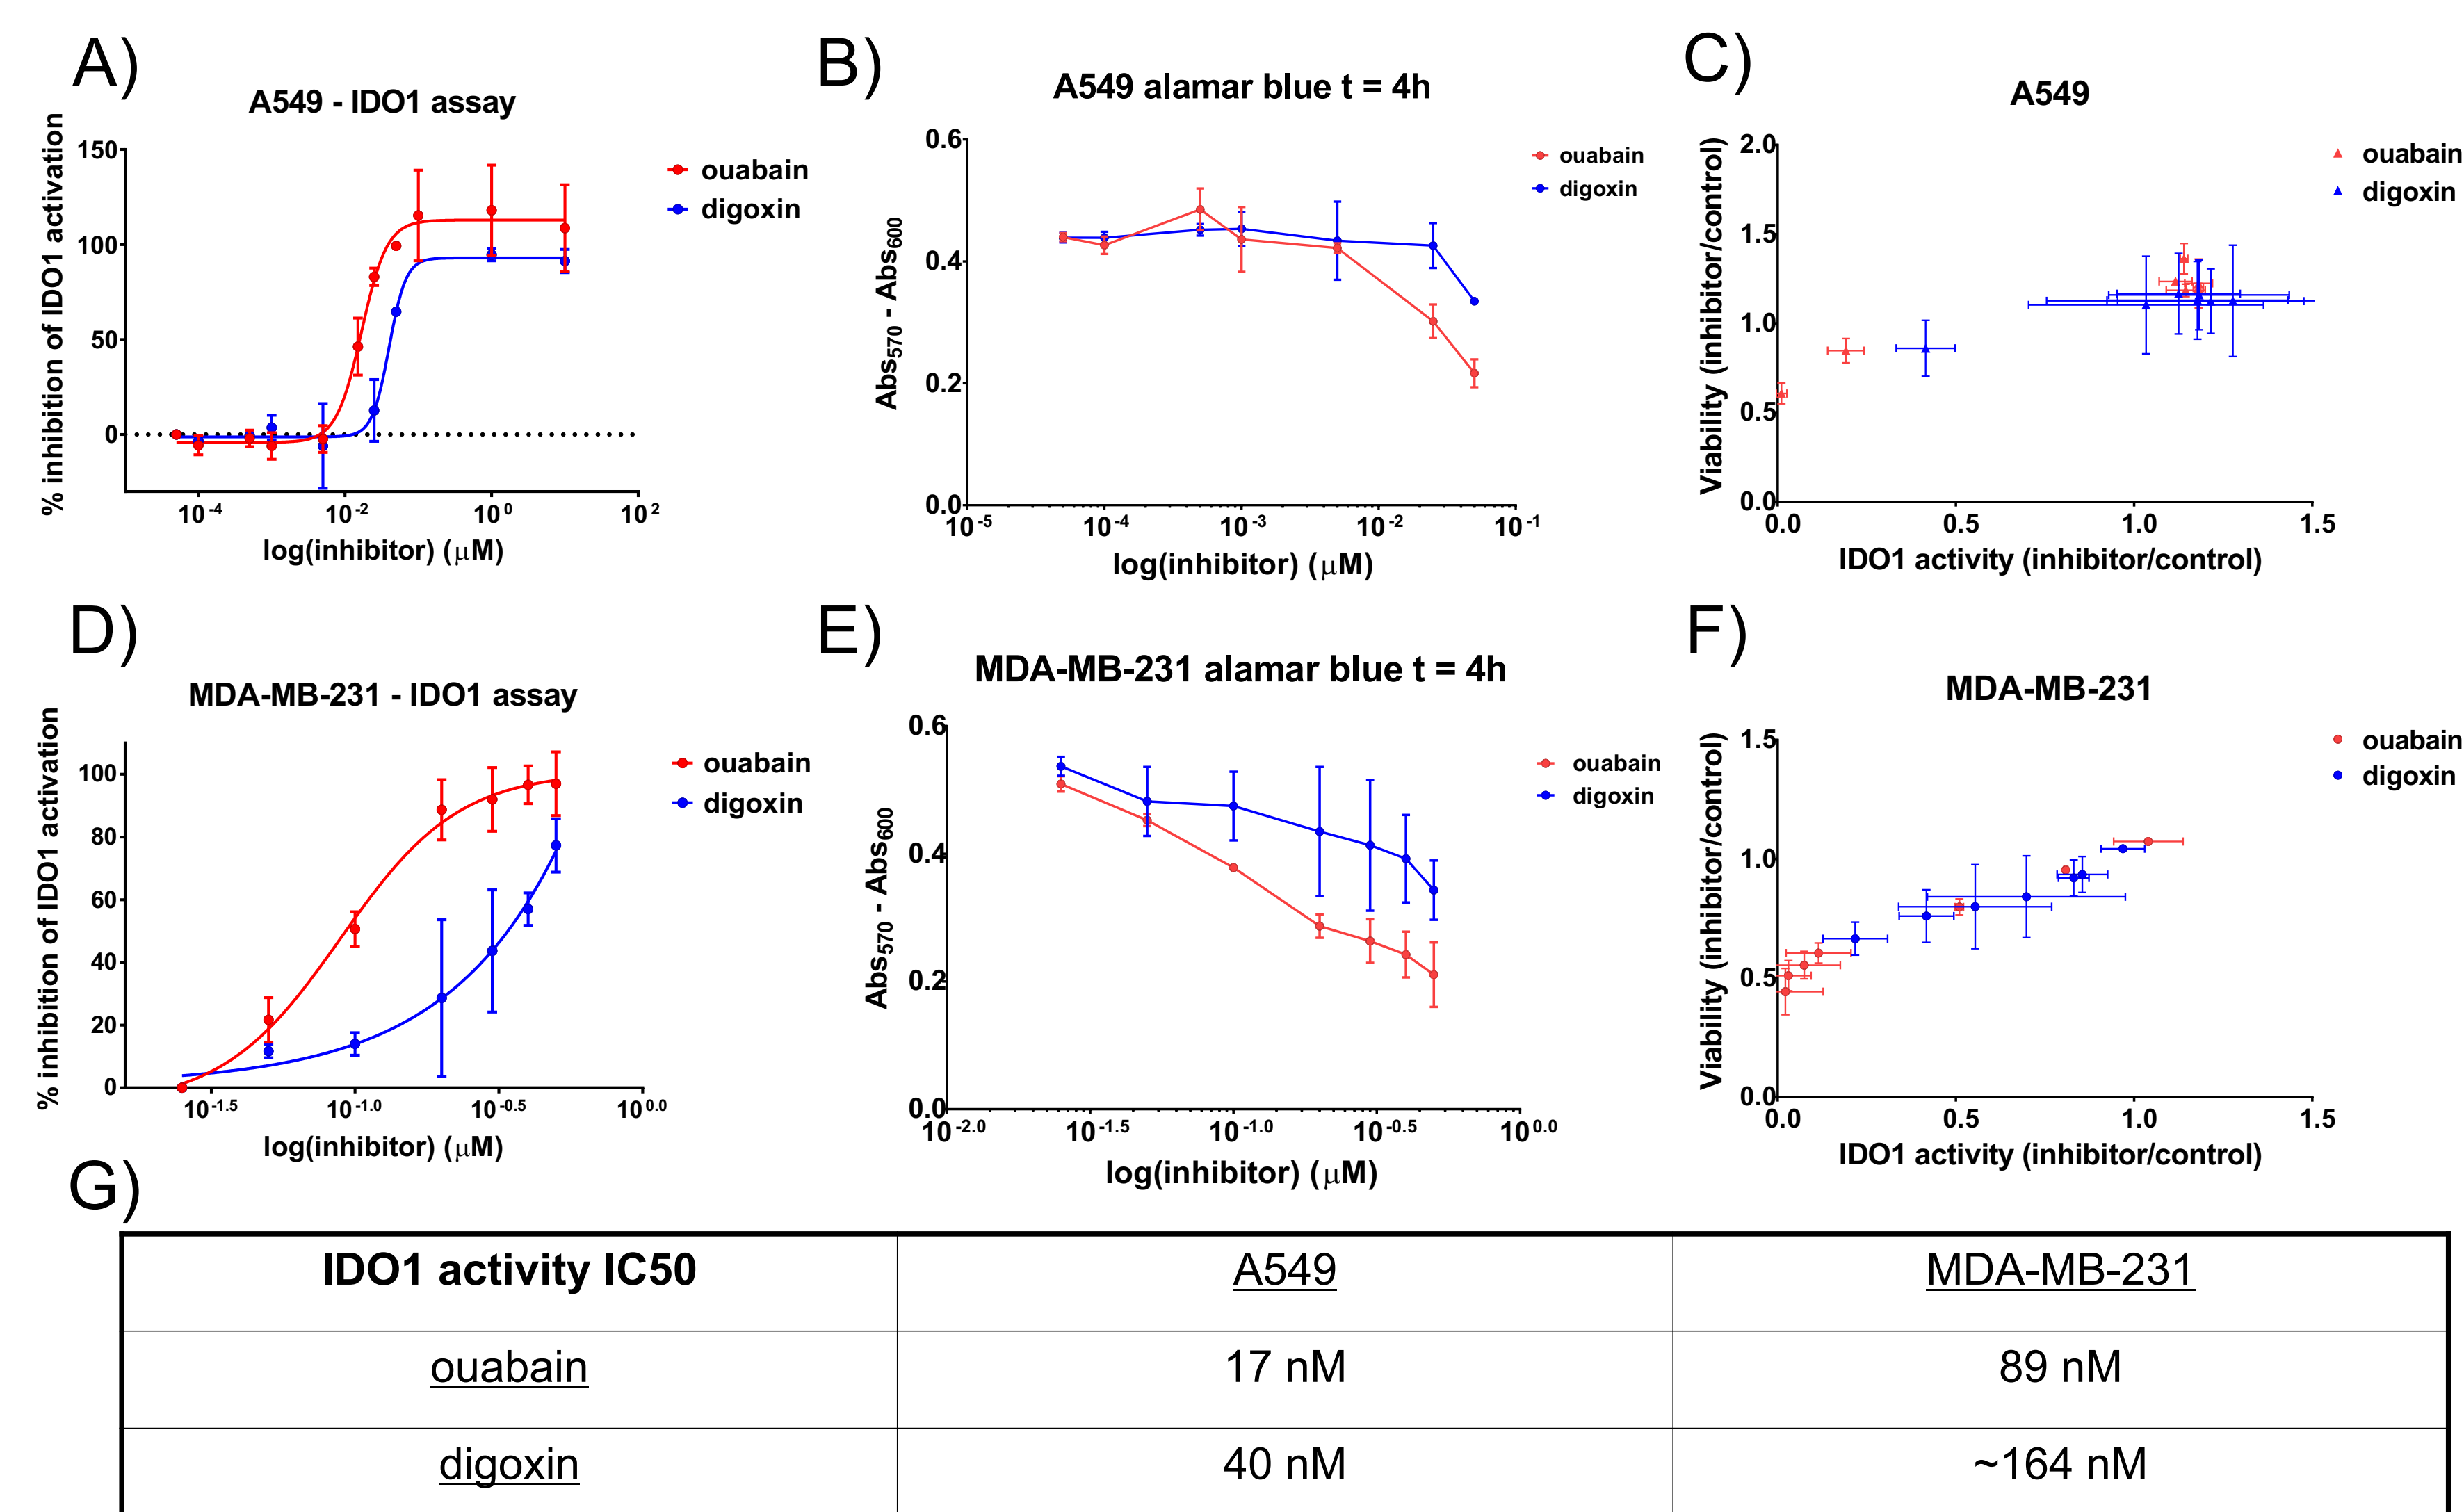 A)
A549 - IDO1 assay
% inhibition of IDO1 activation
150
100
50
0
10-4
10-2
10 0
10 2
log(inhibitor) (μM)
ouabain
digoxin
B)
A549 alamar blue t = 4h
Abs570 - Abs600
0.6
0.4
0.2
0.0
10-5
10-4
10-3
10-2
10-1
log(inhibitor) (μM)
ouabain
digoxin
C)
A549
Viability (inhibitor/control)
2.0
1.5
1.0
0.5
0.0
0.0
0.5
1.0
1.5
IDO1 activity (inhibitor/control)
ouabain
digoxin
D)
MDA-MB-231 - IDO1 assay
% inhibition of IDO1 activation
100
80
60
40
20
0
10-1.5
10-1.0
10-0.5
100.0
log(inhibitor) (μM)
ouabain
digoxin
E)
MDA-MB-231 alamar blue t = 4h
Abs570 - Abs600
0.6
0.4
0.2
0.0
10-2.0
10-1.5
10-1.0
10-0.5
100.0
log(inhibitor) (μM)
ouabain
digoxin
F)
MDA-MB-231
Viability (inhibitor/control)
1.5
1.0
0.5
0.0
0.0
0.5
1.0
1.5
IDO1 activity (inhibitor/control)
ouabain
digoxin
G)
IDO1 activity IC50
A549
MDA-MB-231
ouabain
17 nM
89 nM
digoxin
40 nM
~164 nM